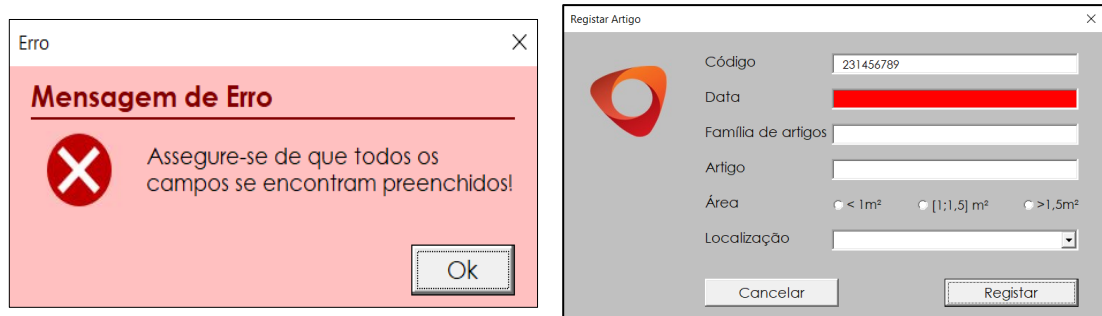 Erro
Mensagem de Erro
Assegure-se de que todos os
campos se encontram preenchidos!
Ok
Registar Artigo
Código 231456789
Data
Família de artigos
Artigo
Área < 1m² [1;1,5] m² >1,5m²
Localização
Cancelar Registar